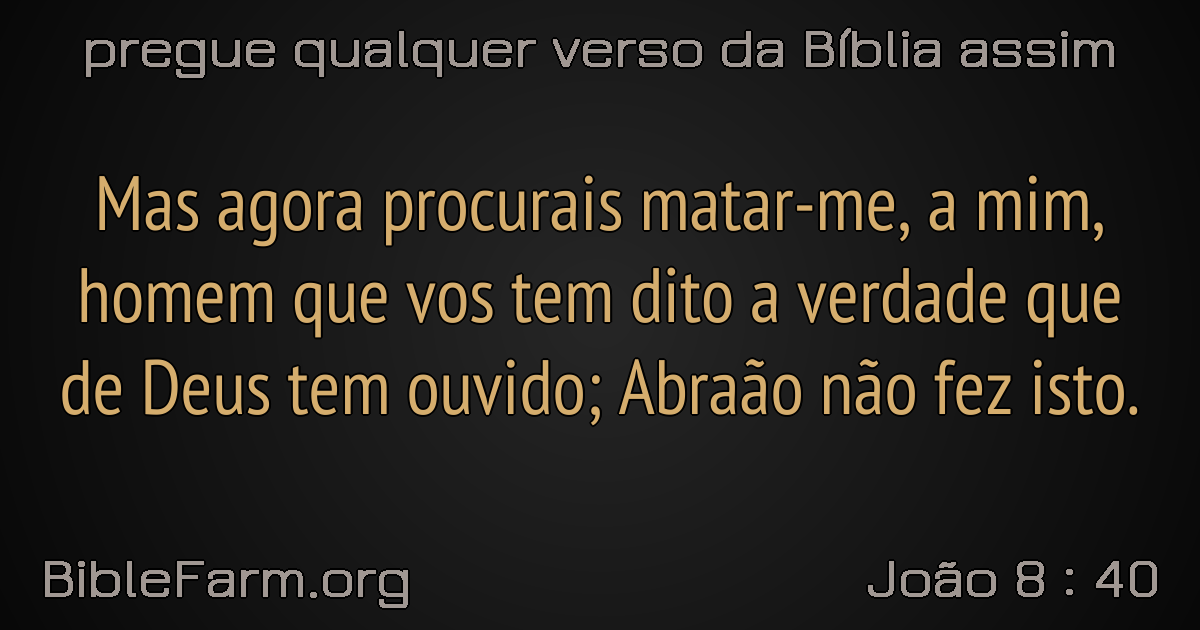 pregue qualquer verso da Bíblia assim
Mas agora procurais matar-me, a mim,
homem que vos tem dito a verdade que
de Deus tem ouvido; Abraão não fez isto.
BibleFarm.org
João 8 : 40